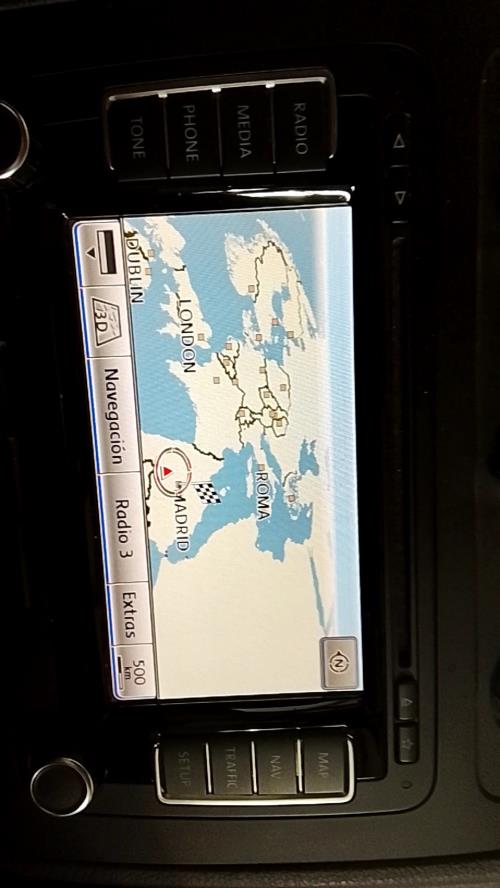 RADIO
MEDIA
PHONE
TONE
MAP
NAV
TRAFFIC
SETUP
N
ROMA
LONDON
MADRID
DUBLIN
3D
Navegación
Radio 3
Extras
500
km